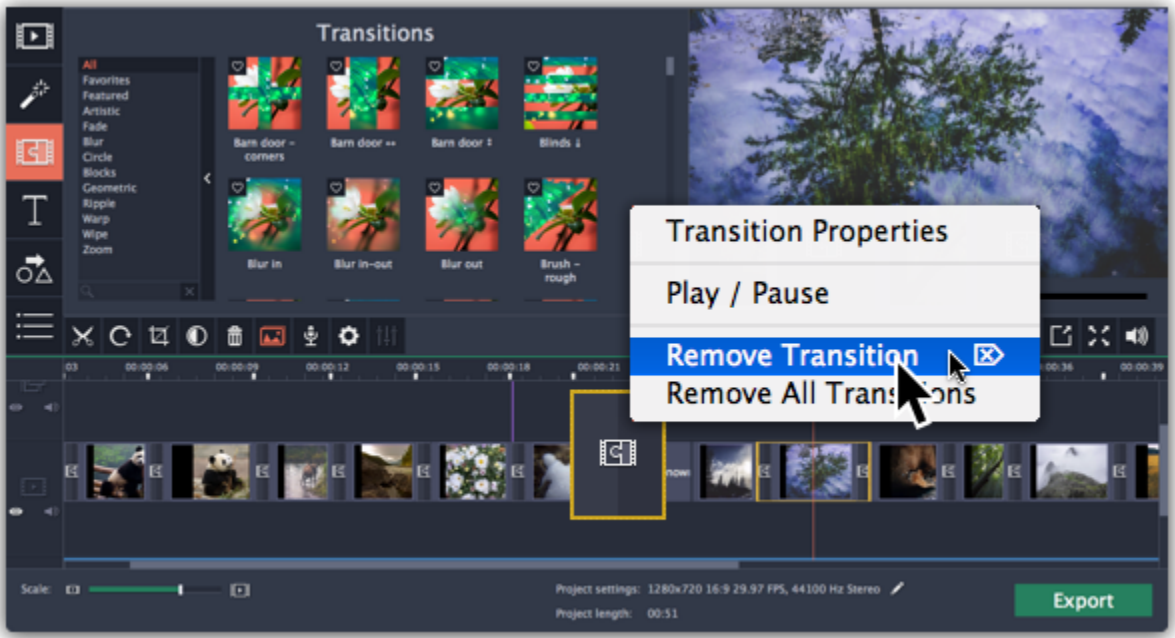 Transitions
All
Favorites
Featured
Artistic
Fade
Blur
Circle
Blocks
Geometric
Ripple
Warp
Wipe
Zoom
Barn door –
corners
Barn door ↔
Barn door ↕
Blinds ↓
Blur in
Blur in-out
Blur out
Brush –
rough
Transition Properties
Play / Pause
Remove Transition
Remove All Transitions
T
03
00:00:06
00:00:09
00:00:12
00:00:15
00:00:18
00:00:21
00:36
00:00:39
Scale:
Project settings: 1280x720 16:9 29.97 FPS, 44100 Hz Stereo
Project length: 00:51
Export